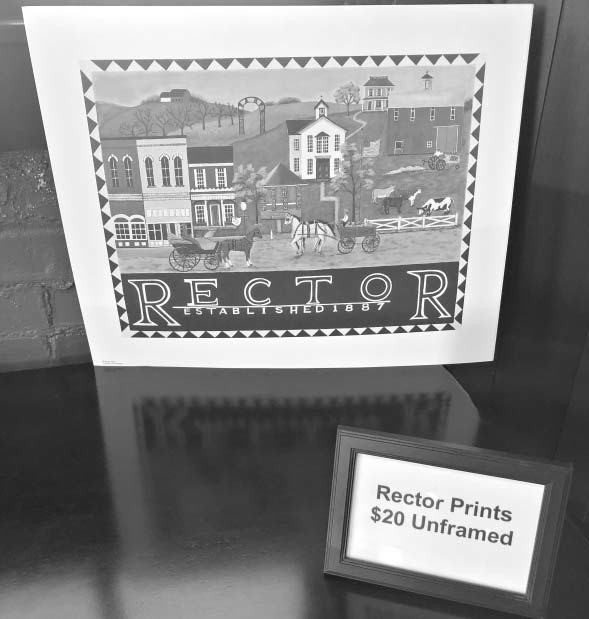 RECTOR
ESTABLISHED 1887
Rector Prints
$20 Unframed